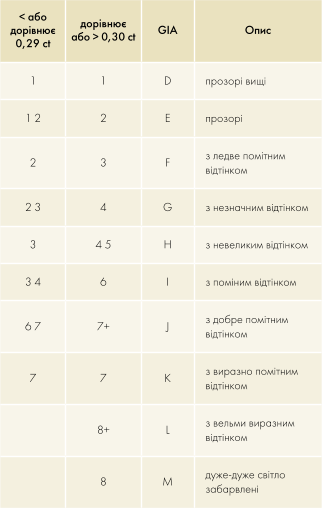 < або дорівнює 0,29 ct	дорівнює або > 0,30 ct	GIA	Опис
1	1	D	прозорі вищі
1 2	2	E	прозорі
2	3	F	з ледве помітним відтінком
2 3	4	G	з незначним відтінком
3	4 5	H	з невеликим відтінком
3 4	6	I	з поміним відтінком
6 7	7+	J	з добре помітним відтінком
7	7	K	з виразно помітним відтінком
	8+	L	з вельми виразним відтінком
	8	M	дуже-дуже світло забарвлені